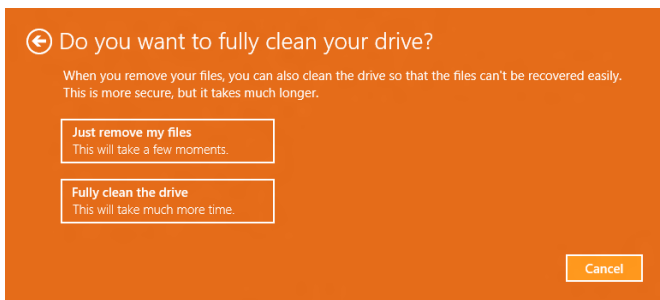 Do you want to fully clean your drive?
When you remove your files, you can also clean the drive so that the files can't be recovered easily.
This is more secure, but it takes much longer.
Just remove my files
This will take a few moments.
Fully clean the drive
This will take much more time.
Cancel